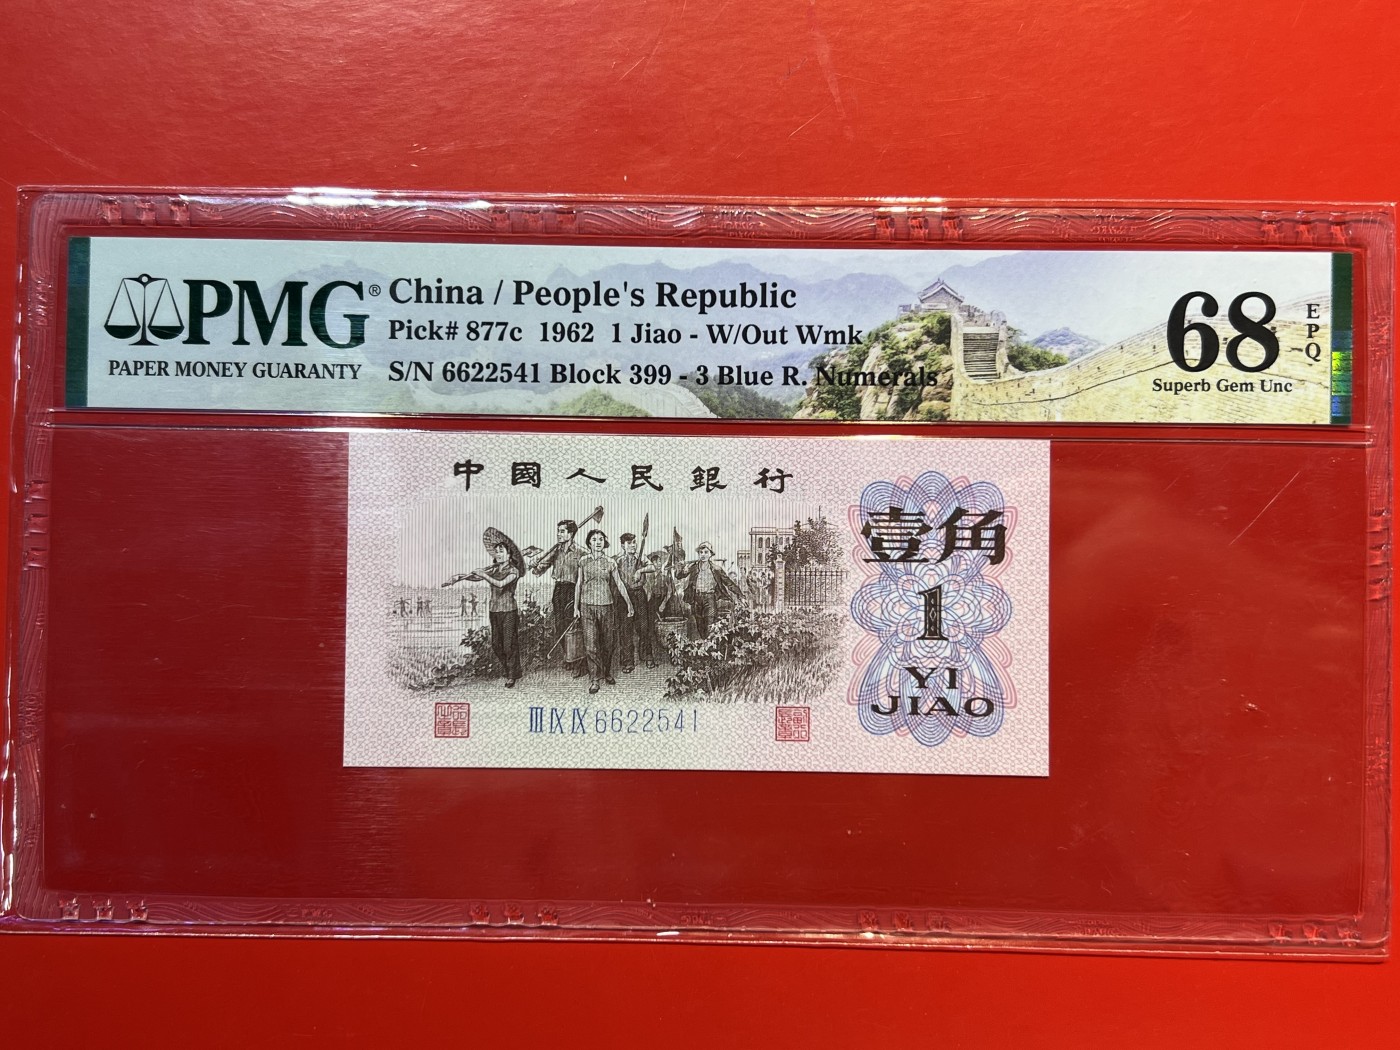 PMG®
PAPER MONEY GUARANTY
China / People's Republic
Pick# 877c 1962 1 Jiao - W/Out Wmk
S/N 6622541 Block 399 - 3 Blue R. Numerals
68
EPQ
Superb Gem Unc
中國人民銀行
壹角
1
YI
JIAO
ⅢⅨⅨ6622541